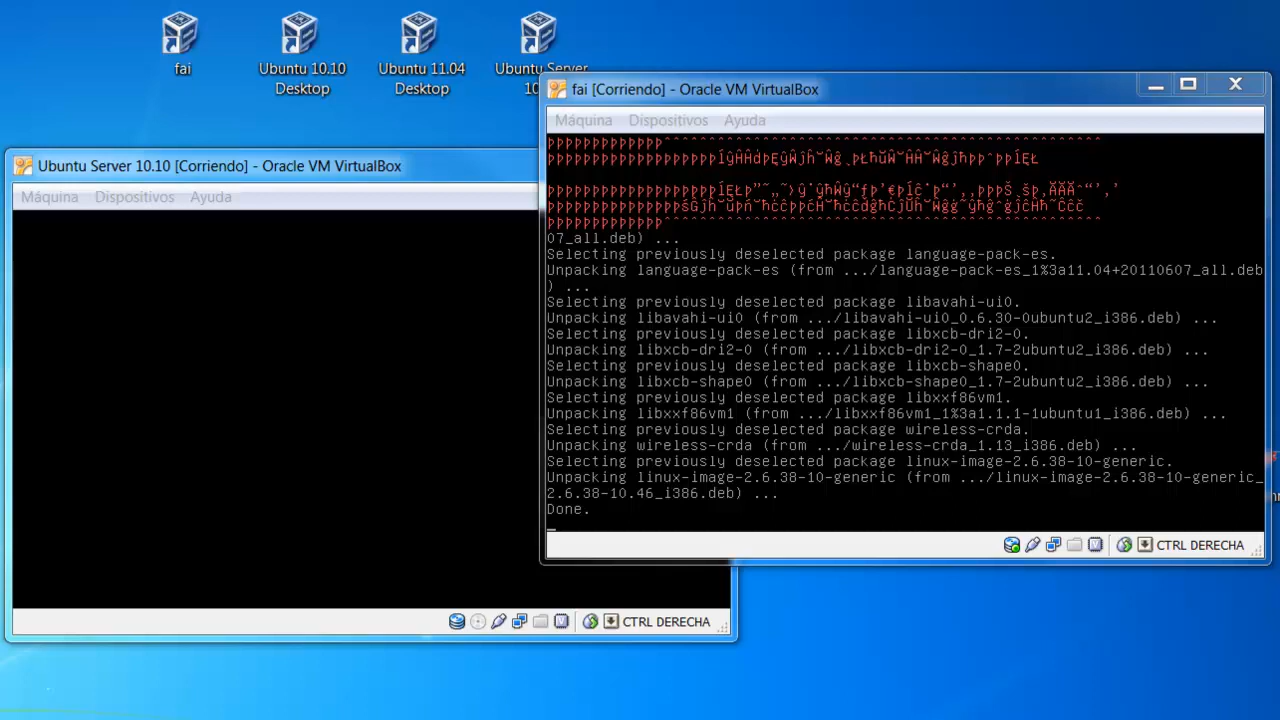 fai
Ubuntu 10.10
Desktop
Ubuntu 11.04
Desktop
Ubuntu Server
10
fai [Corriendo] - Oracle VM VirtualBox
Máquina Dispositivos Ayuda
07_all.deb) ...
Selecting previously deselected package language-pack-es.
Unpacking language-pack-es (from .../language-pack-es_1%3a11.04+20110607_all.deb
) ...
Selecting previously deselected package libavahi-ui0.
Unpacking libavahi-ui0 (from .../libavahi-ui0_0.6.30-0ubuntu2_i386.deb) ...
Selecting previously deselected package libxcb-dri2-0.
Unpacking libxcb-dri2-0 (from .../libxcb-dri2-0_1.7-2ubuntu2_i386.deb) ...
Selecting previously deselected package libxcb-shape0.
Unpacking libxcb-shape0 (from .../libxcb-shape0_1.7-2ubuntu2_i386.deb) ...
Selecting previously deselected package libxxf86vm1.
Unpacking libxxf86vm1 (from .../libxxf86vm1_1%3a1.1.1-1ubuntu1_i386.deb) ...
Selecting previously deselected package wireless-crda.
Unpacking wireless-crda (from .../wireless-crda_1.13_i386.deb) ...
Selecting previously deselected package linux-image-2.6.38-10-generic.
Unpacking linux-image-2.6.38-10-generic (from .../linux-image-2.6.38-10-generic_
2.6.38-10.46_i386.deb) ...
Done.
CTRL DERECHA
Ubuntu Server 10.10 [Corriendo] - Oracle VM VirtualBox
Máquina Dispositivos Ayuda
CTRL DERECHA